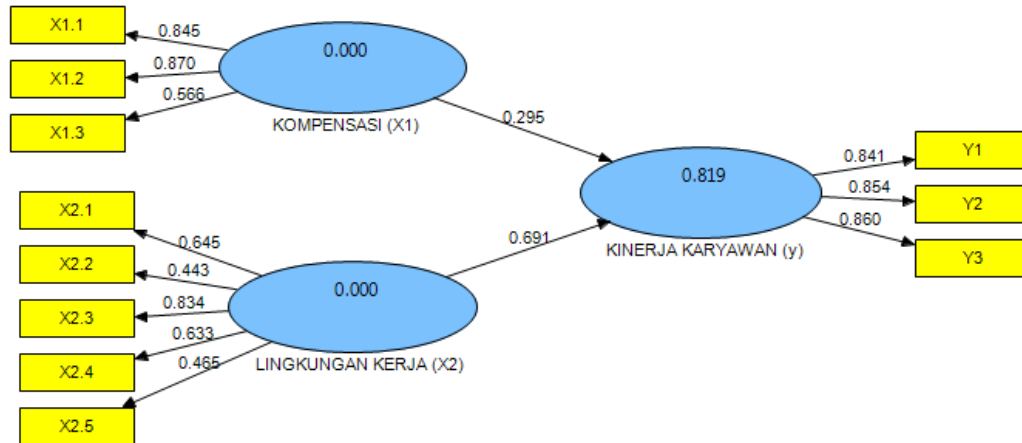 X1.1
0.845
X1.2
0.870
X1.3
0.566
0.000
KOMPENSASI (X1)
0.295
X2.1
0.645
X2.2
0.443
X2.3
0.834
X2.4
0.633
X2.5
0.465
0.000
LINGKUNGAN KERJA (X2)
0.691
0.819
KINERJA KARYAWAN (y)
0.841
Y1
0.854
Y2
0.860
Y3